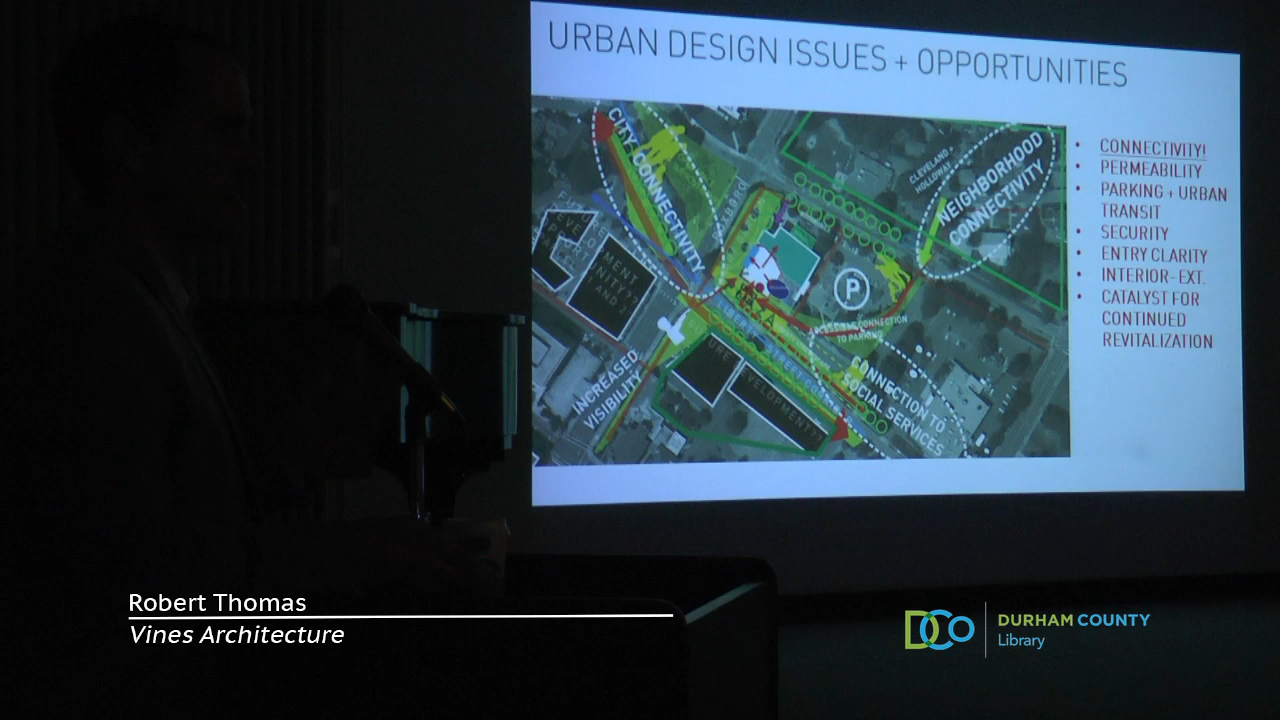 URBAN DESIGN ISSUES + OPPORTUNITIES
CITY CONNECTIVITY
CLEVELAND +
HOLLOWAY
NEIGHBORHOOD
CONNECTIVITY
P
ACCESSIBLE CONNECTION
TO PARKING
INCREASED
VISIBILITY
CONNECTION TO
SOCIAL SERVICES
• CONNECTIVITY!
• PERMEABILITY
• PARKING + URBAN
TRANSIT
• SECURITY
• ENTRY CLARITY
• INTERIOR- EXT.
• CATALYST FOR
CONTINUED
REVITALIZATION
Robert Thomas
Vines Architecture
DCO
DURHAM COUNTY
Library